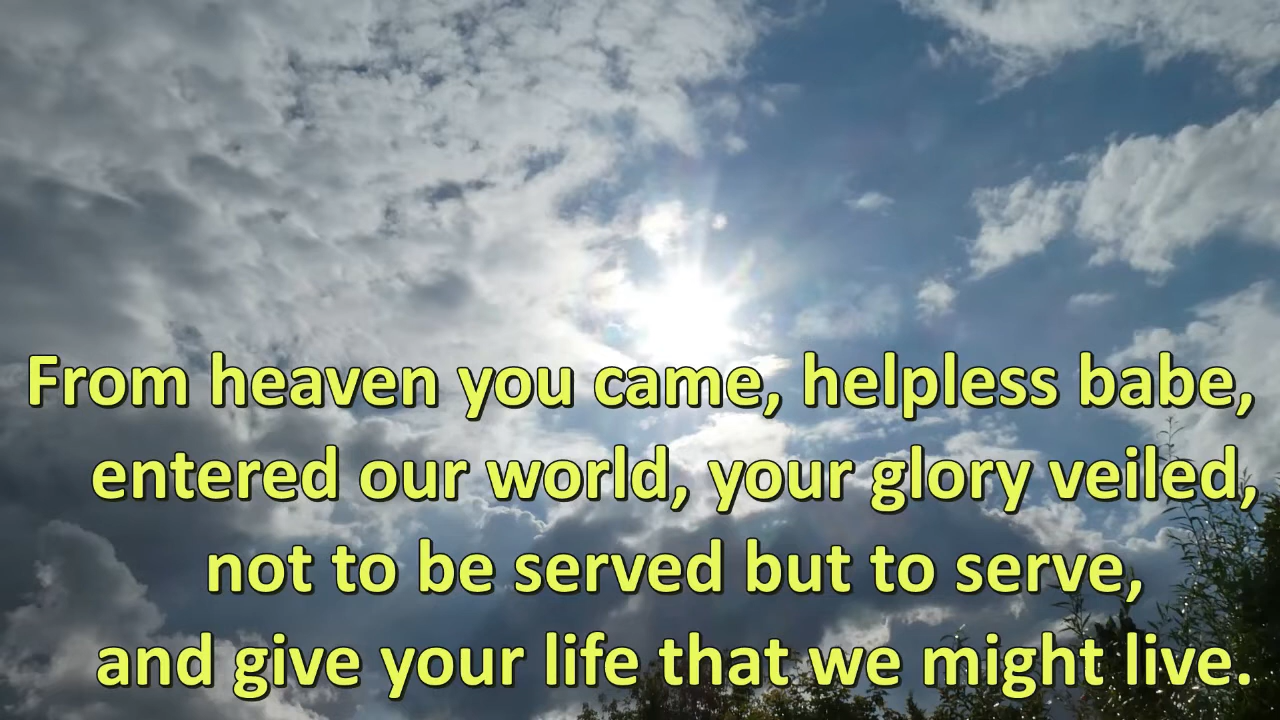 From heaven you came, helpless babe,
entered our world, your glory veiled,
not to be served but to serve,
and give your life that we might live.